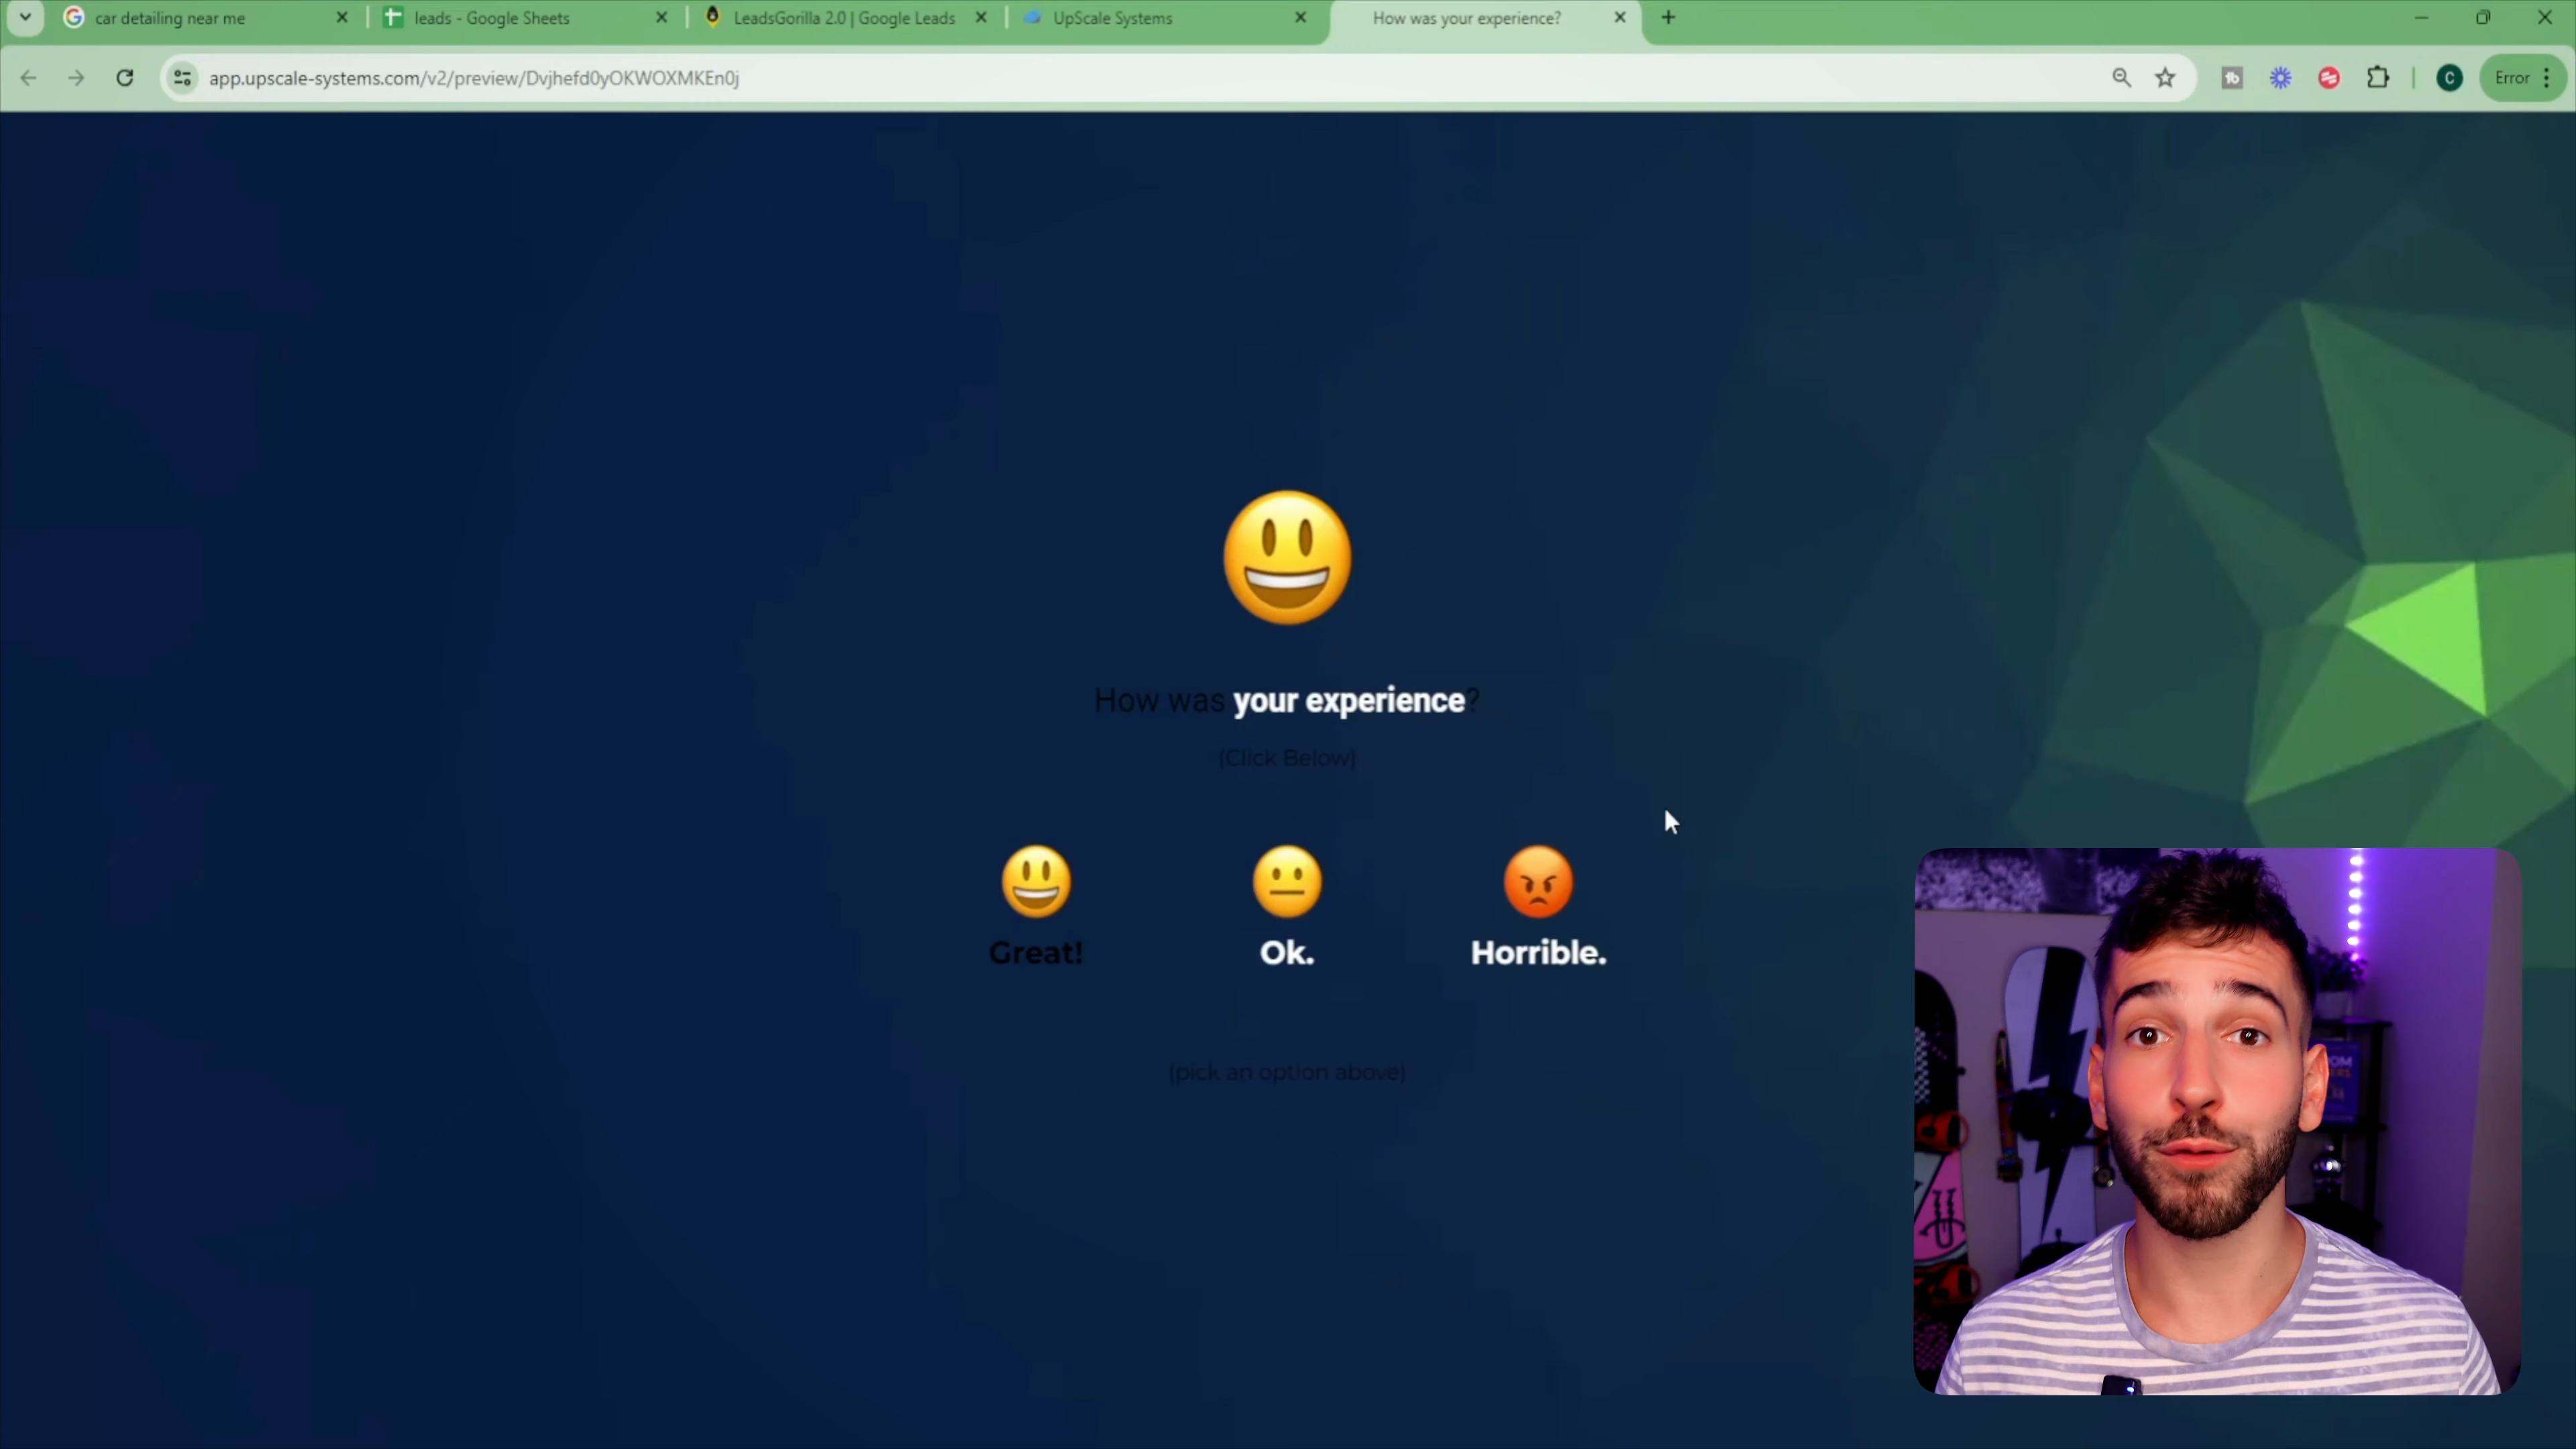 car detailing near me
leads - Google Sheets
LeadsGorilla 2.0 | Google Leads
UpScale Systems
How was your experience?
app.upscale-systems.com/v2/preview/Dvjhefd0yOKWOXMKEn0j
tb
C
Error
How was your experience?
(Click Below)
Great!
Ok.
Horrible.
(pick an option above)